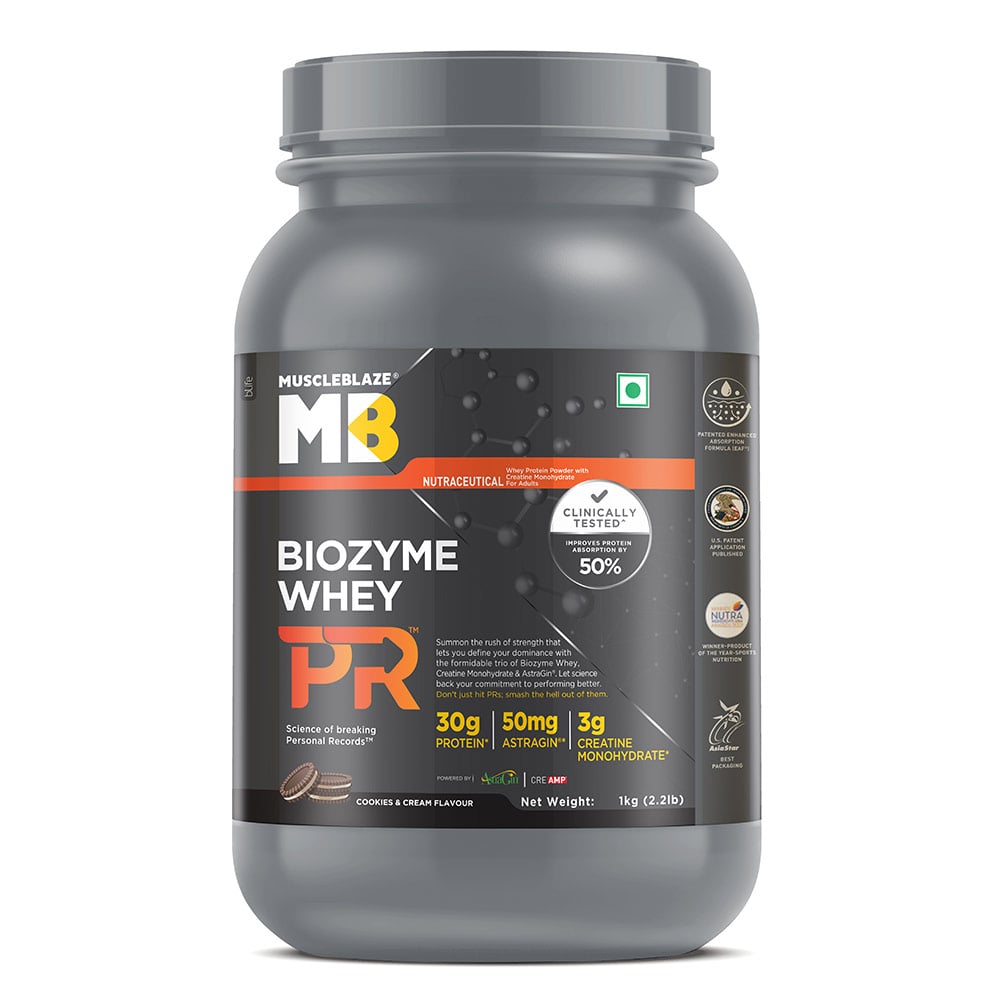 bLife
MUSCLEBLAZE®
MB
NUTRACEUTICAL
Whey Protein Powder with
Creatine Monohydrate
For Adults
CLINICALLY
TESTED^
IMPROVES PROTEIN
ABSORPTION BY
50%
BIOZYME
WHEY
PR™
Science of breaking
Personal Records™
Summon the rush of strength that
lets you define your dominance with
the formidable trio of Biozyme Whey,
Creatine Monohydrate & AstraGin®. Let science
back your commitment to performing better.
Don't just hit PRs; smash the hell out of them.
30g
PROTEIN*
50mg
ASTRAGIN®*
3g
CREATINE
MONOHYDRATE*
POWERED BY
AstraGin
CRE AMP
COOKIES & CREAM FLAVOUR
Net Weight: 1kg (2.2lb)
PATENTED ENHANCED
ABSORPTION
FORMULA (EAF™)
U.S. PATENT
APPLICATION
PUBLISHED
NUTRA
WINNER-PRODUCT
OF THE YEAR-SPORTS
NUTRITION
AsiaStar
BEST
PACKAGING